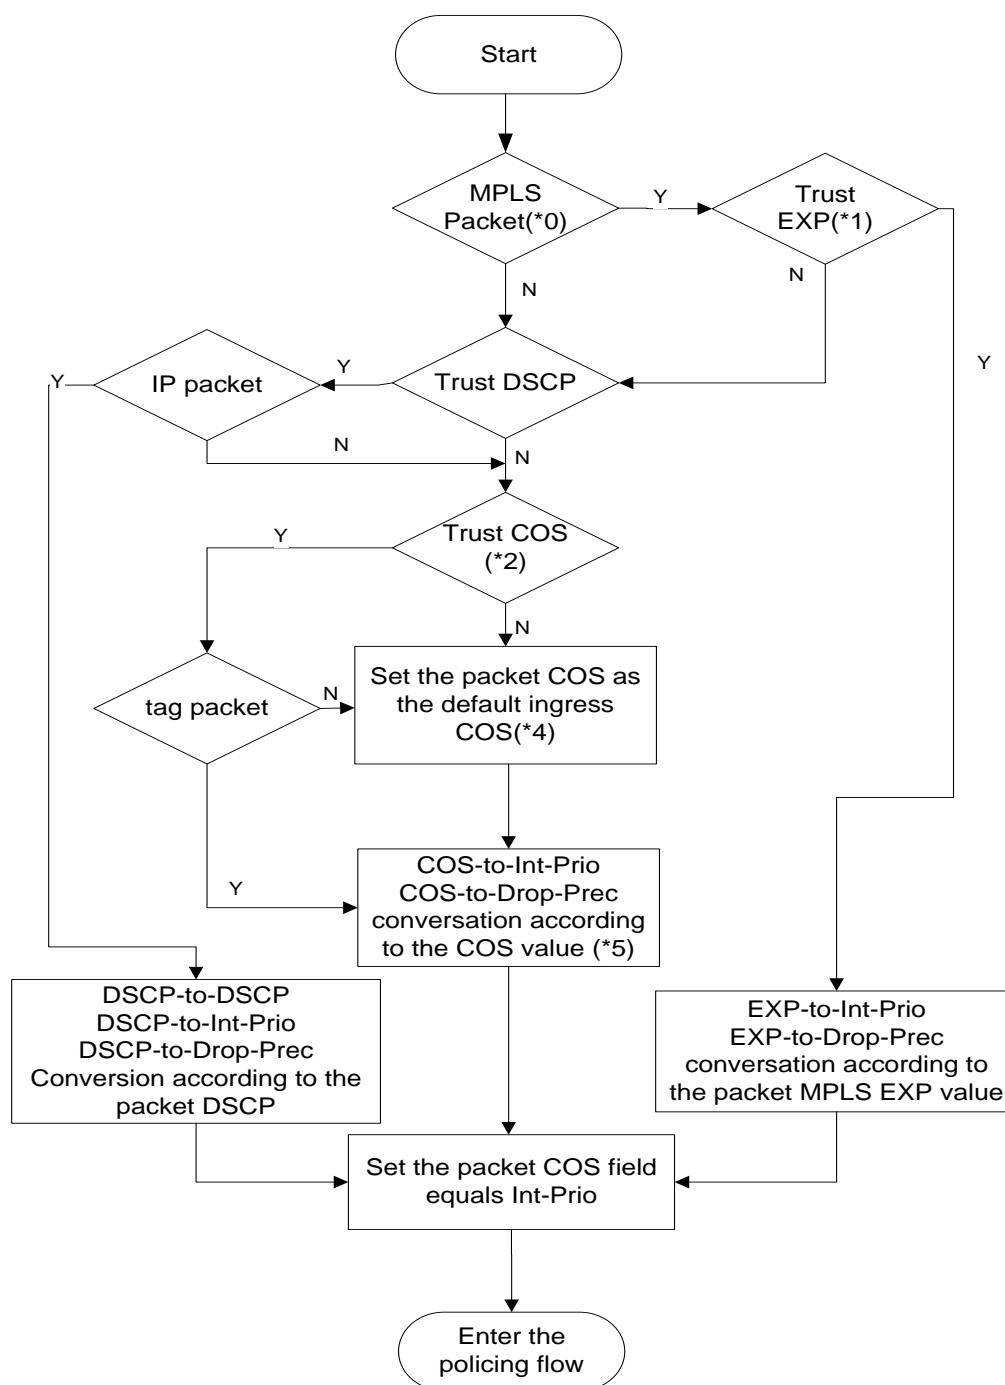 Start
MPLS
Packet(*0)
Y
Trust
EXP(*1)
N
N
Y
IP packet
Y
Y
Trust DSCP
N
N
Trust COS
(*2)
Y
N
tag packet
N
Set the packet COS as
the default ingress
COS(*4)
Y
COS-to-Int-Prio
COS-to-Drop-Prec
conversation according
to the COS value (*5)
DSCP-to-DSCP
DSCP-to-Int-Prio
DSCP-to-Drop-Prec
Conversion according to the
packet DSCP
EXP-to-Int-Prio
EXP-to-Drop-Prec
conversation according to
the packet MPLS EXP value
Set the packet COS field
equals Int-Prio
Enter the
policing flow